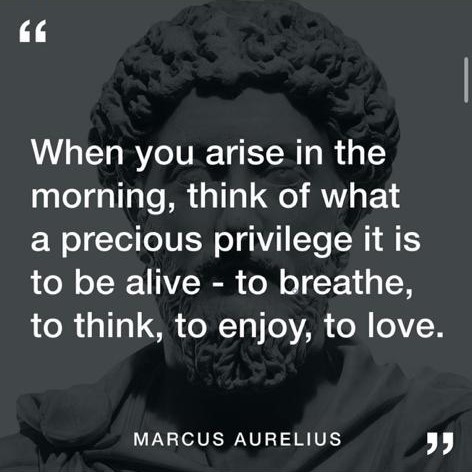 “
When you arise in the
morning, think of what
a precious privilege it is
to be alive - to breathe,
to think, to enjoy, to love.
MARCUS AURELIUS
”